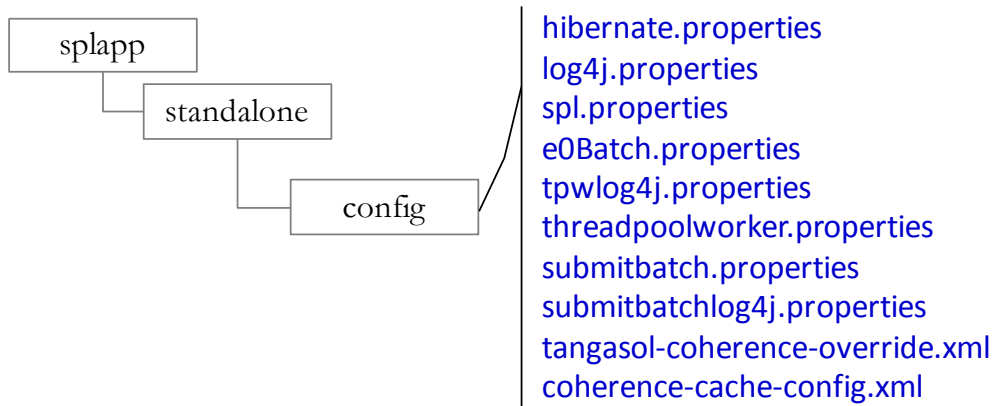 splapp
standalone
config
hibernate.properties
log4j.properties
spl.properties
e0Batch.properties
tpwlog4j.properties
threadpoolworker.properties
submitbatch.properties
submitbatchlog4j.properties
tangasol-coherence-override.xml
coherence-cache-config.xml